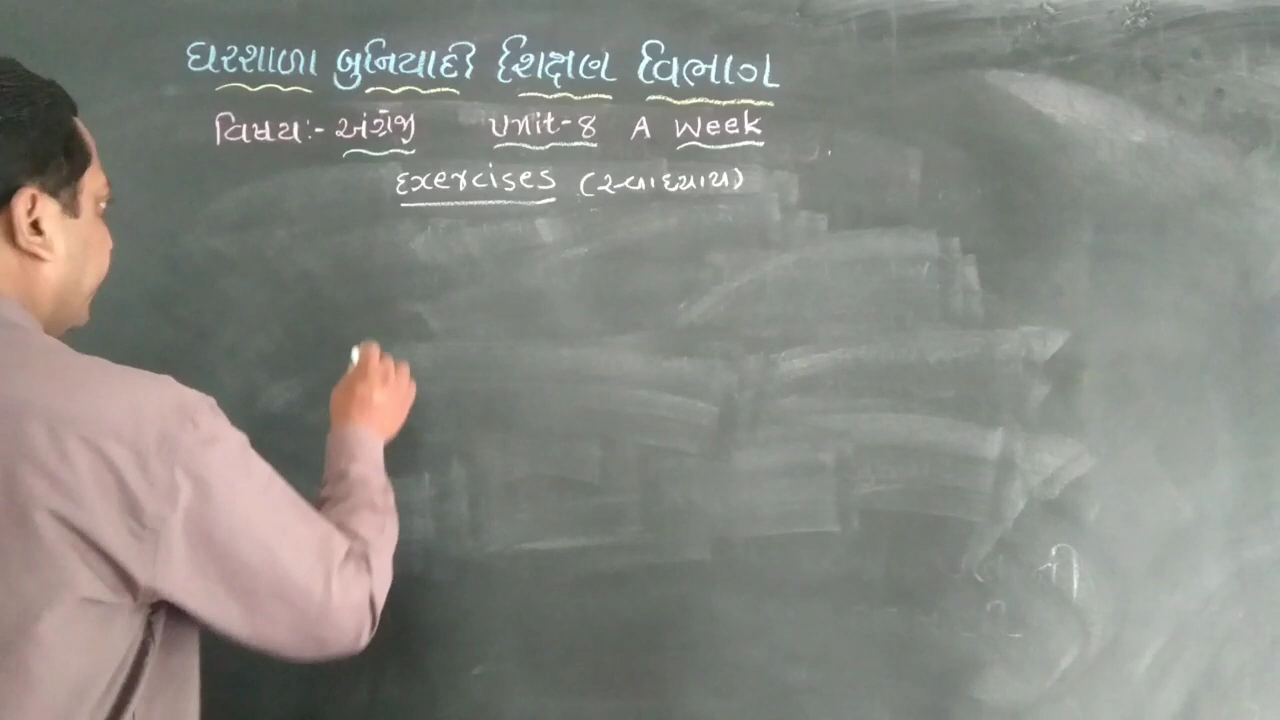 ઘરશાળા બુનિયાદી શિક્ષણ વિભાગ
વિષયઃ- અંગ્રેજી Unit-8 A Week
Exercises (સ્વાધ્યાય)